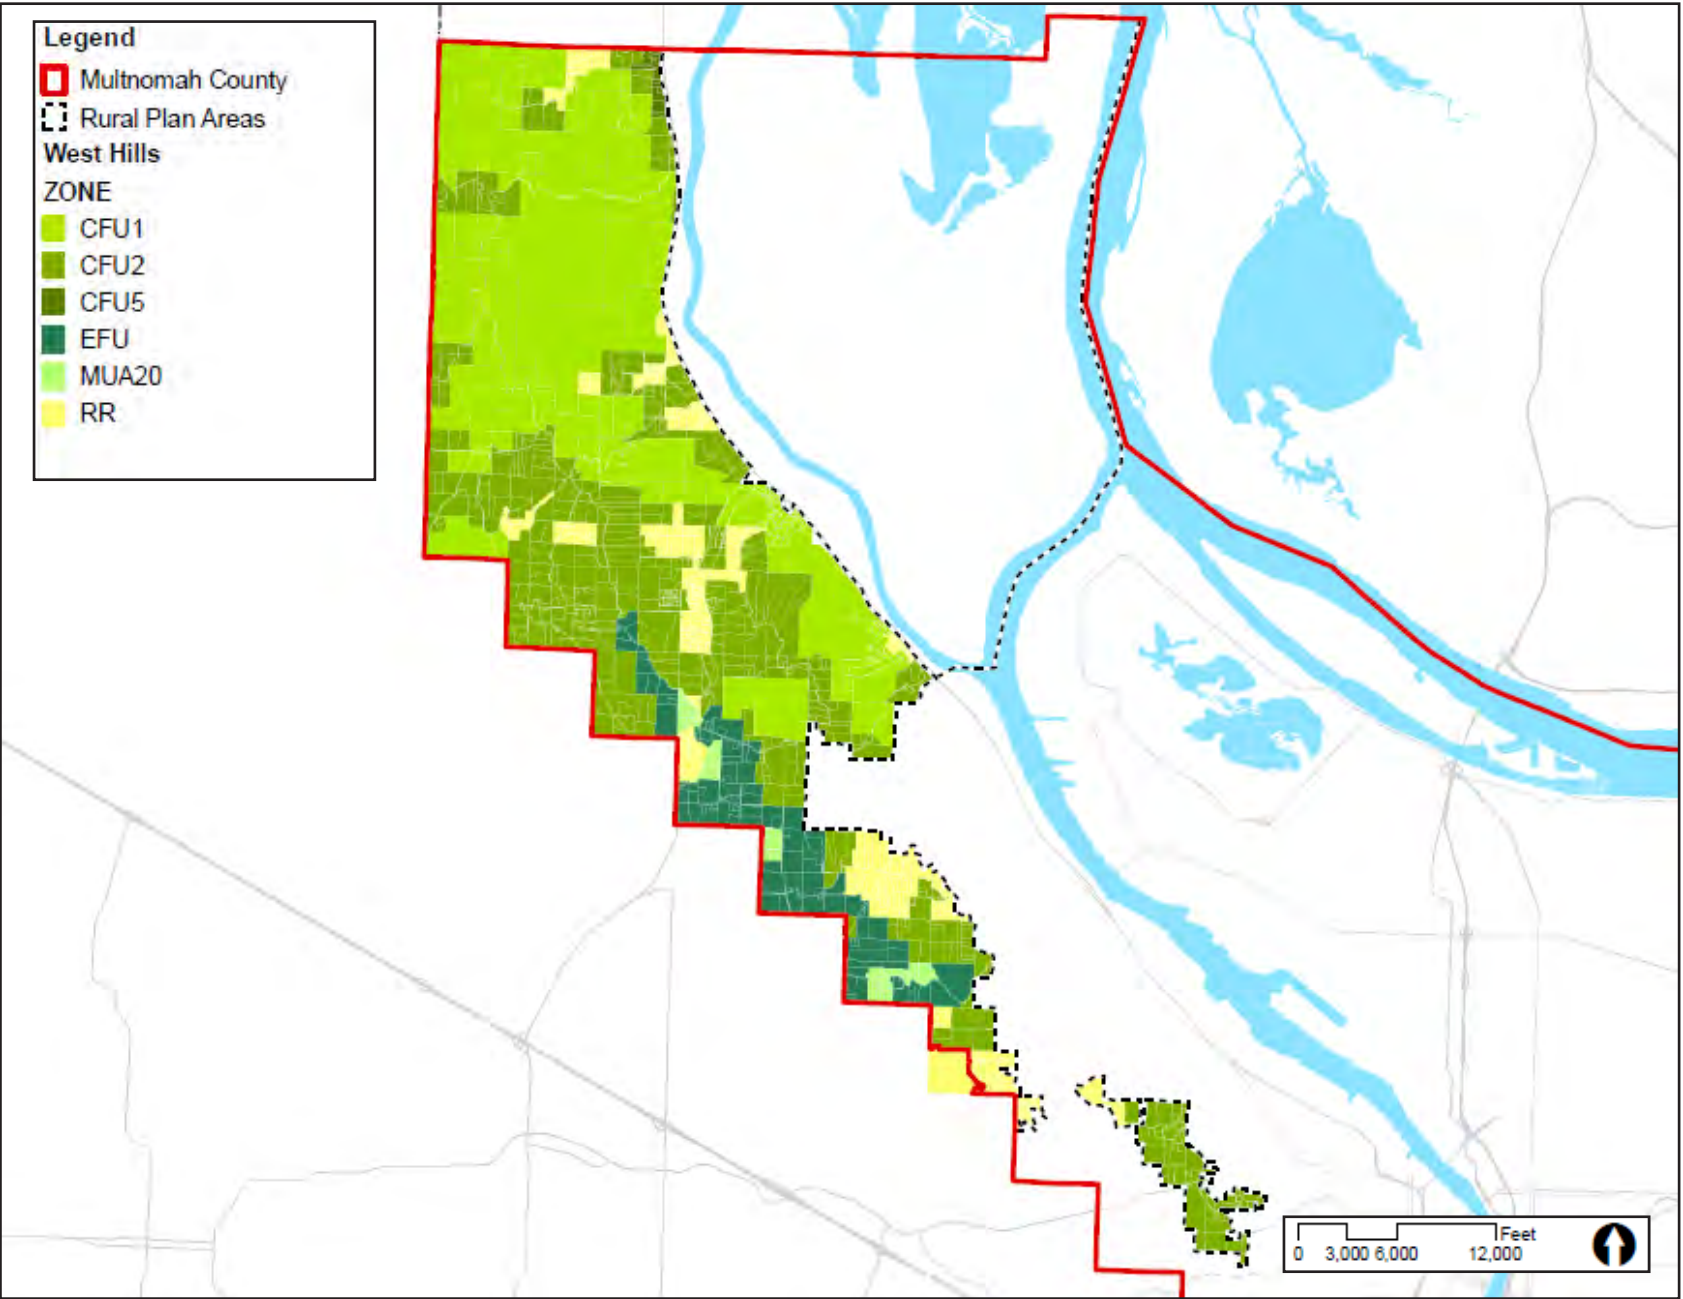 Legend
Multnomah County
Rural Plan Areas
West Hills
ZONE
CFU1
CFU2
CFU5
EFU
MUA20
RR
Feet
0 3,000 6,000 12,000